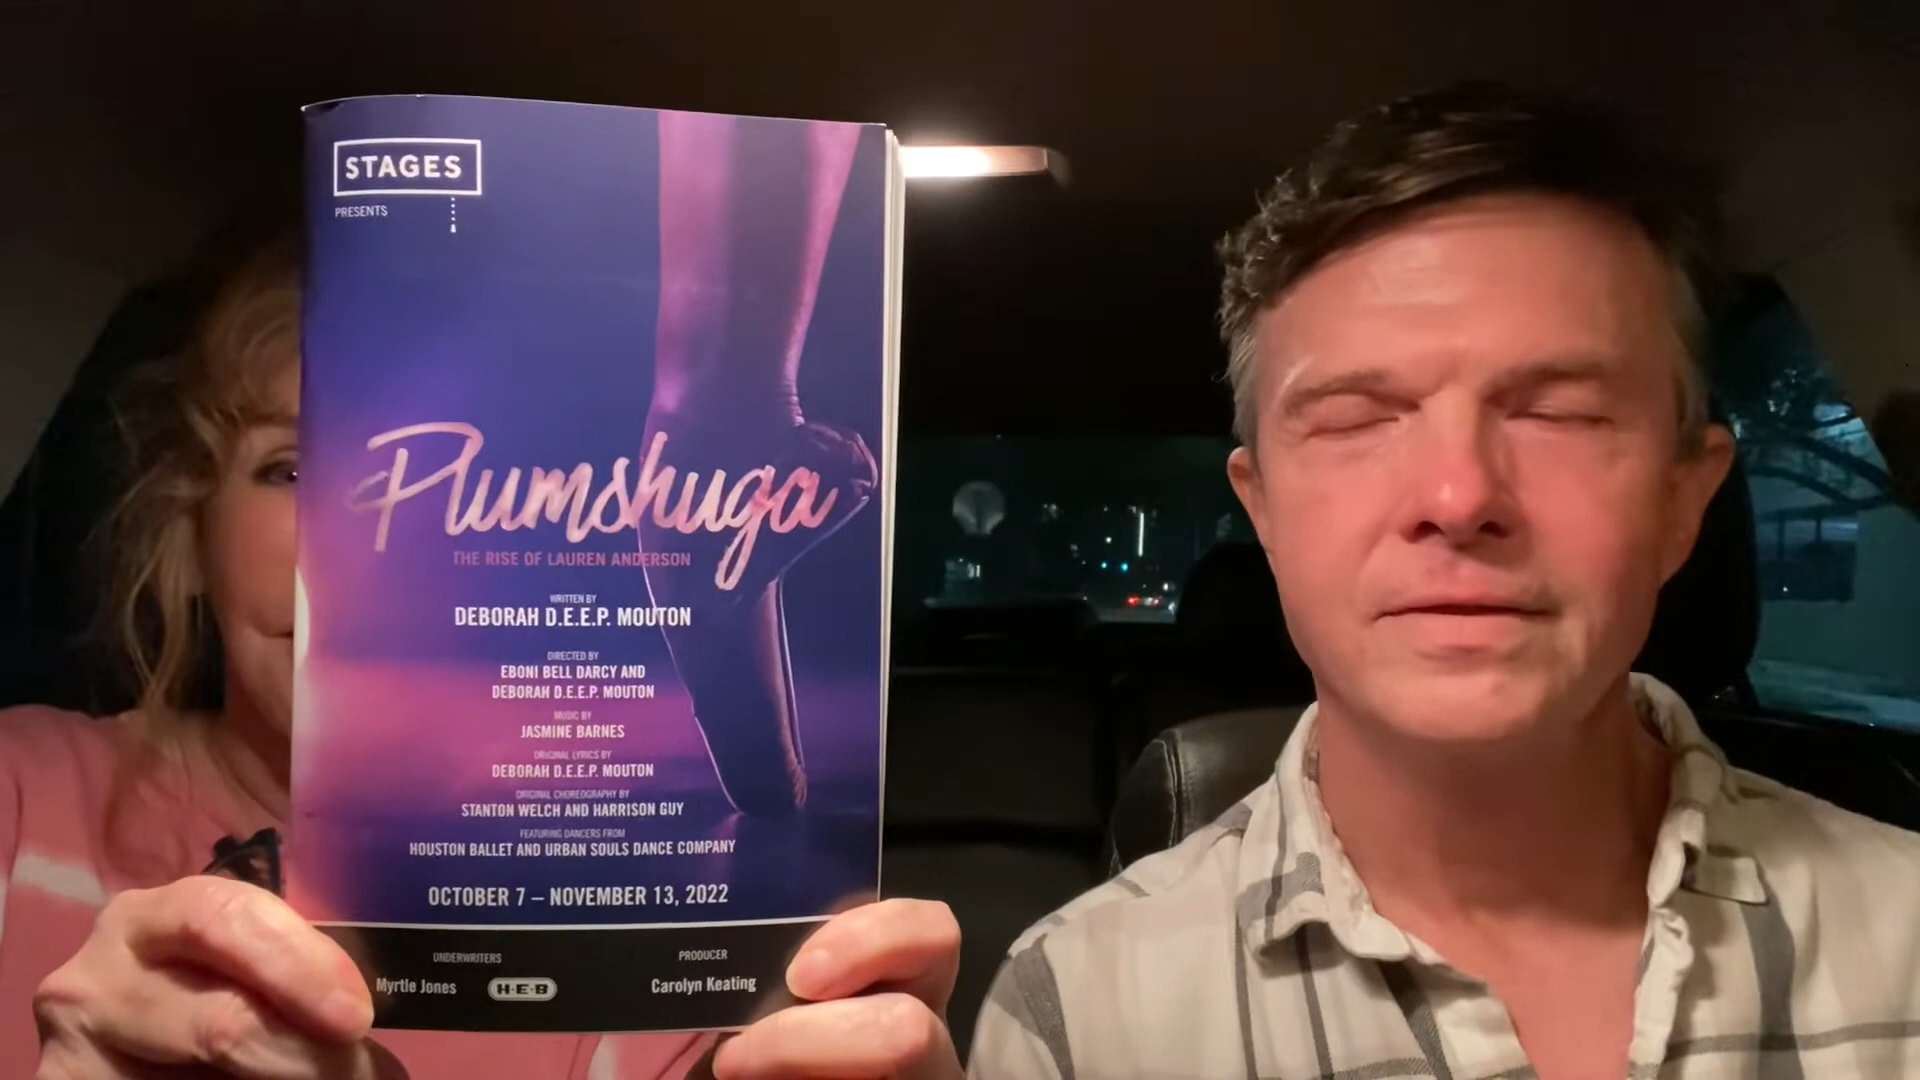 STAGES
PRESENTS
Plumshuga
THE RISE OF LAUREN ANDERSON
WRITTEN BY
DEBORAH D.E.E.P. MOUTON
DIRECTED BY
EBONI BELL DARCY AND
DEBORAH D.E.E.P. MOUTON
MUSIC BY
JASMINE BARNES
ORIGINAL LYRICS BY
DEBORAH D.E.E.P. MOUTON
ORIGINAL CHOREOGRAPHY BY
STANTON WELCH AND HARRISON GUY
FEATURING DANCERS FROM
HOUSTON BALLET AND URBAN SOULS DANCE COMPANY
OCTOBER 7 – NOVEMBER 13, 2022
UNDERWRITERS
Myrtle Jones
H-E-B
PRODUCER
Carolyn Keating